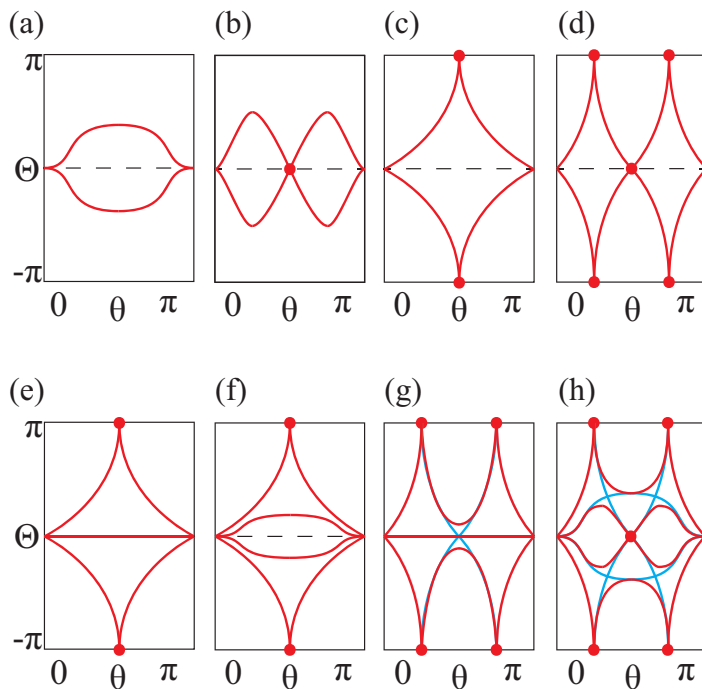 (a) (b) (c) (d)
π
Θ
-π
0 θ π 0 θ π 0 θ π 0 θ π
(e) (f) (g) (h)
π
Θ
-π
0 θ π 0 θ π 0 θ π 0 θ π